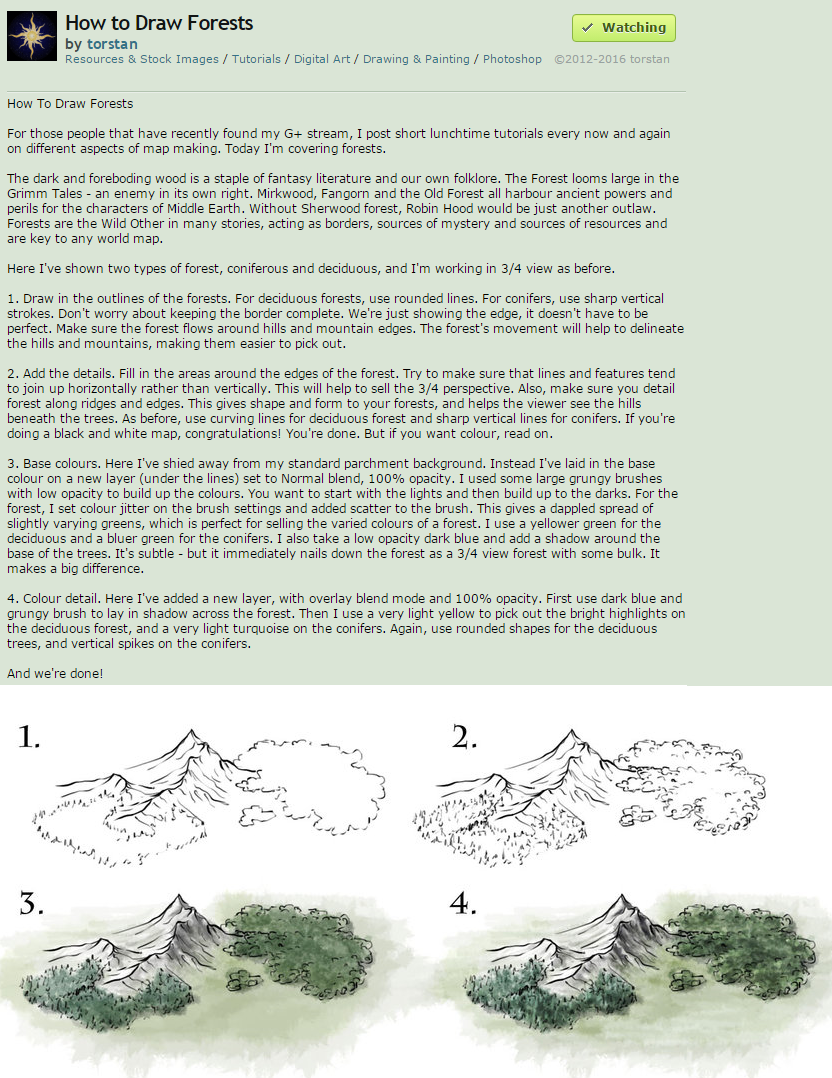 How to Draw Forests
✓ Watching
by torstan
Resources & Stock Images / Tutorials / Digital Art / Drawing & Painting / Photoshop ©2012-2016 torstan
How To Draw Forests
For those people that have recently found my G+ stream, I post short lunchtime tutorials every now and again
on different aspects of map making. Today I'm covering forests.
The dark and foreboding wood is a staple of fantasy literature and our own folklore. The Forest looms large in the
Grimm Tales - an enemy in its own right. Mirkwood, Fangorn and the Old Forest all harbour ancient powers and
perils for the characters of Middle Earth. Without Sherwood forest, Robin Hood would be just another outlaw.
Forests are the Wild Other in many stories, acting as borders, sources of mystery and sources of resources and
are key to any world map.
Here I've shown two types of forest, coniferous and deciduous, and I'm working in 3/4 view as before.
1. Draw in the outlines of the forests. For deciduous forests, use rounded lines. For conifers, use sharp vertical
strokes. Don't worry about keeping the border complete. We're just showing the edge, it doesn't have to be
perfect. Make sure the forest flows around hills and mountain edges. The forest's movement will help to delineate
the hills and mountains, making them easier to pick out.
2. Add the details. Fill in the areas around the edges of the forest. Try to make sure that lines and features tend
to join up horizontally rather than vertically. This will help to sell the 3/4 perspective. Also, make sure you detail
forest along ridges and edges. This gives shape and form to your forests, and helps the viewer see the hills
beneath the trees. As before, use curving lines for deciduous forest and sharp vertical lines for conifers. If you're
doing a black and white map, congratulations! You're done. But if you want colour, read on.
3. Base colours. Here I've shied away from my standard parchment background. Instead I've laid in the base
colour on a new layer (under the lines) set to Normal blend, 100% opacity. I used some large grungy brushes
with low opacity to build up the colours. You want to start with the lights and then build up to the darks. For the
forest, I set colour jitter on the brush settings and added scatter to the brush. This gives a dappled spread of
slightly varying greens, which is perfect for selling the varied colours of a forest. I use a yellower green for the
deciduous and a bluer green for the conifers. I also take a low opacity dark blue and add a shadow around the
base of the trees. It's subtle - but it immediately nails down the forest as a 3/4 view forest with some bulk. It
makes a big difference.
4. Colour detail. Here I've added a new layer, with overlay blend mode and 100% opacity. First use dark blue and
grungy brush to lay in shadow across the forest. Then I use a very light yellow to pick out the bright highlights on
the deciduous forest, and a very light turquoise on the conifers. Again, use rounded shapes for the deciduous
trees, and vertical spikes on the conifers.
And we're done!
1.
2.
3.
4.